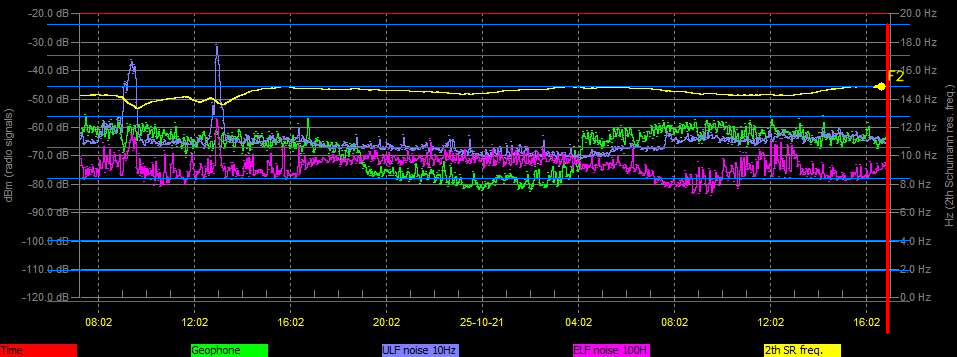 -20.0 dB 20.0 Hz
-30.0 dB 18.0 Hz
-40.0 dB 16.0 Hz
F2
-50.0 dB 14.0 Hz
-60.0 dB 12.0 Hz
-70.0 dB 10.0 Hz
-80.0 dB 8.0 Hz
-90.0 dB 6.0 Hz
-100.0 dB 4.0 Hz
-110.0 dB 2.0 Hz
-120.0 dB 0.0 Hz
dBm (radio signals)
Hz (2th Schumann res. freq.)
08:02 12:02 16:02 20:02 25-10-21 04:02 08:02 12:02 16:02
Time Geophone ULF noise 10Hz ELF noise 100H 2th SR freq.